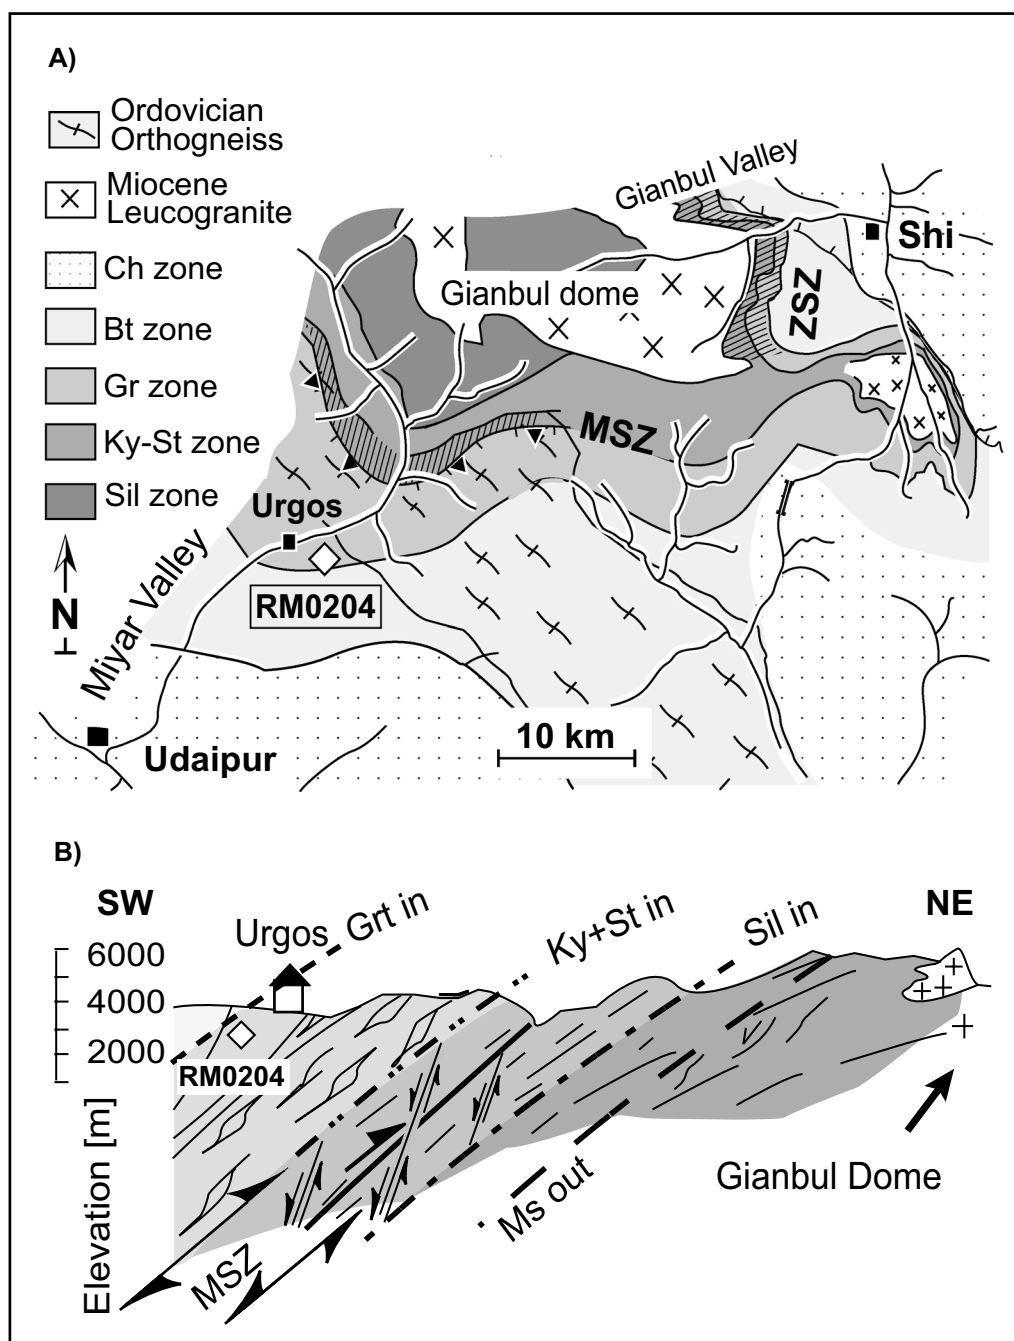 A)
Ordovician
Orthogneiss
Miocene
Leucogranite
Ch zone
Bt zone
Gr zone
Ky-St zone
Sil zone
N
Gianbul Valley
Shi
Gianbul dome
ZSZ
MSZ
Urgos
RM0204
Miyar Valley
10 km
Udaipur
B)
SW
NE
Urgos
Grt in
Ky+St in
Sil in
6000
4000
2000
RM0204
Elevation [m]
Ms out
Gianbul Dome
MSZ